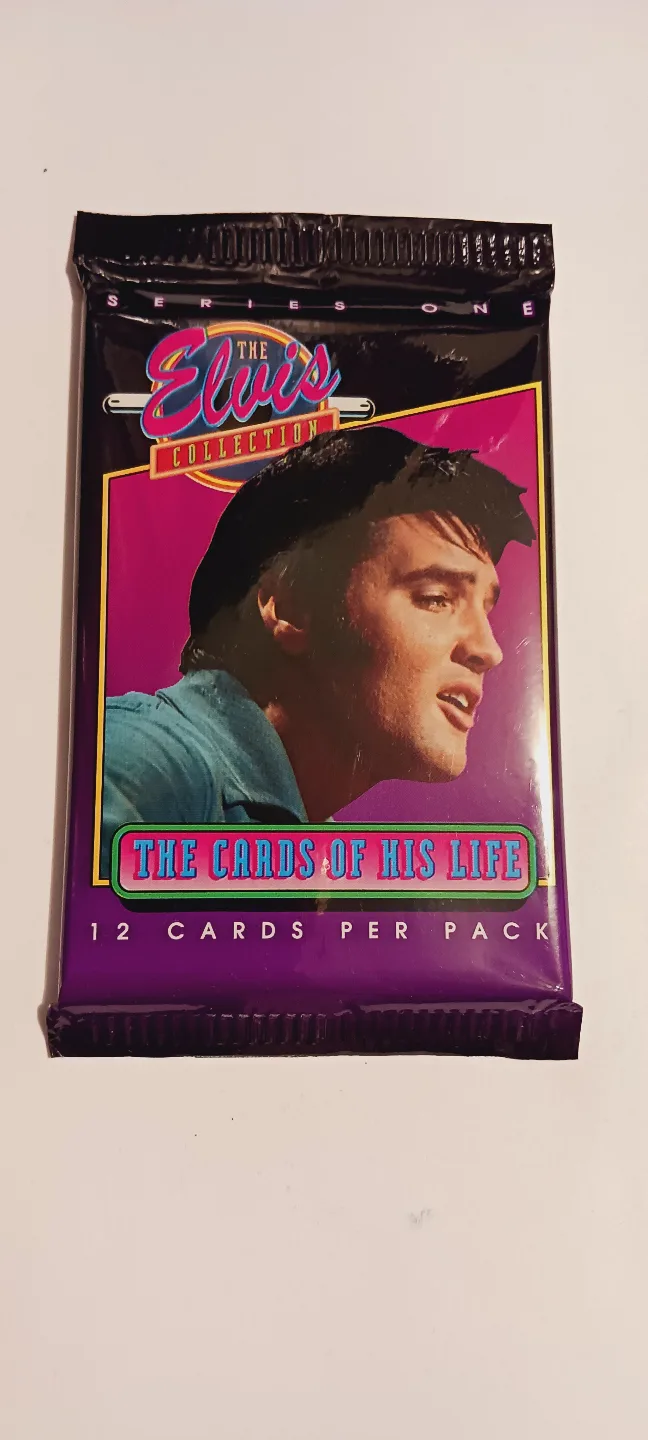 SERIES ONE
THE
Elvis
COLLECTION
THE CARDS OF HIS LIFE
12 CARDS PER PACK